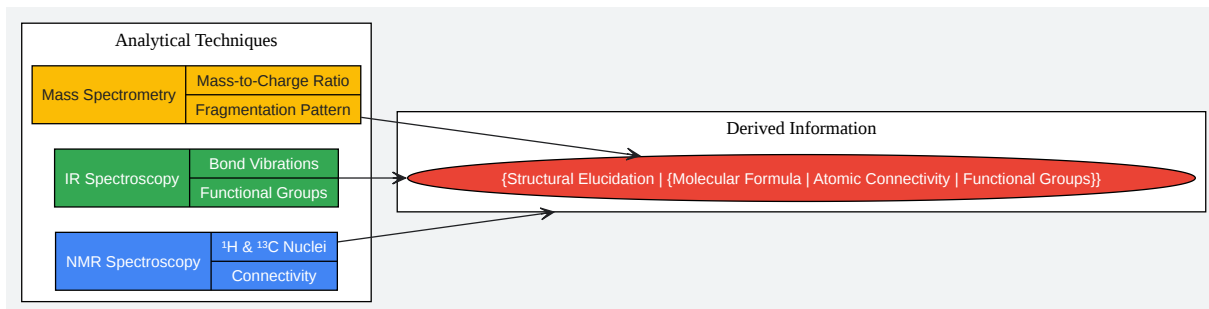 Analytical Techniques
Mass Spectrometry
Mass-to-Charge Ratio
Fragmentation Pattern
IR Spectroscopy
Bond Vibrations
Functional Groups
NMR Spectroscopy
¹H & ¹³C Nuclei
Connectivity
Derived Information
{Structural Elucidation | {Molecular Formula | Atomic Connectivity | Functional Groups}}